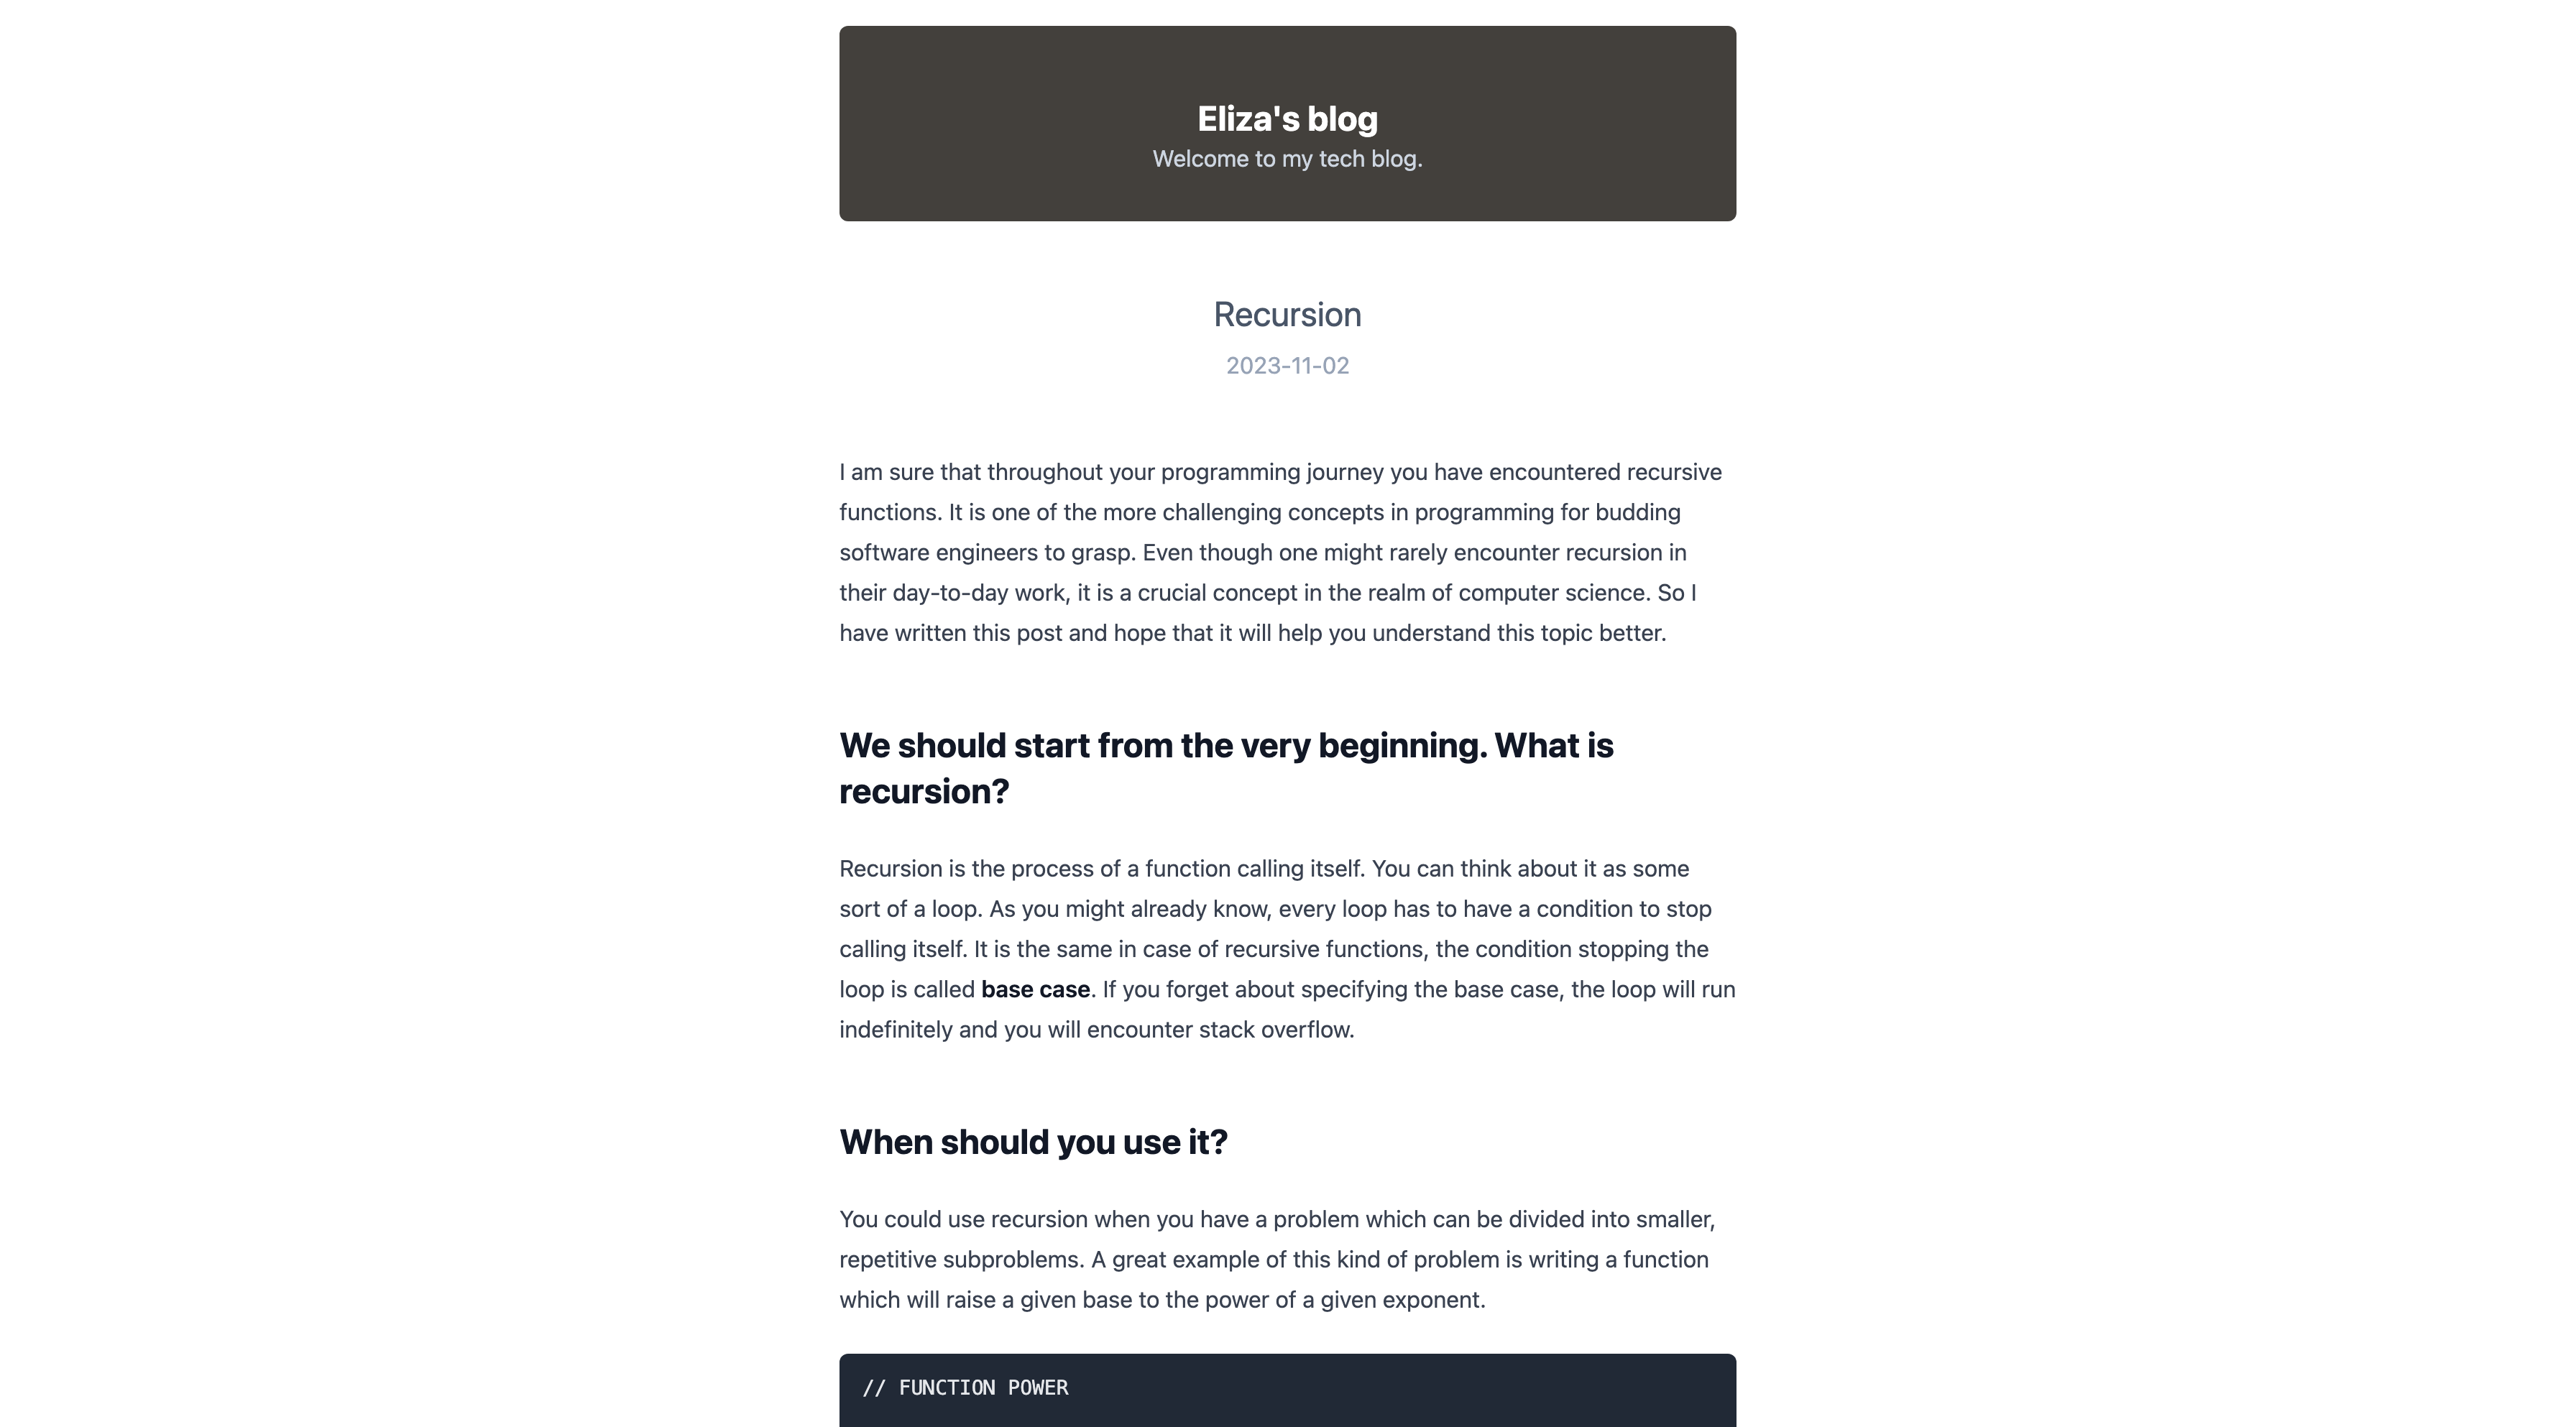 Eliza's blog
Welcome to my tech blog.
Recursion
2023-11-02
I am sure that throughout your programming journey you have encountered recursive
functions. It is one of the more challenging concepts in programming for budding
software engineers to grasp. Even though one might rarely encounter recursion in
their day-to-day work, it is a crucial concept in the realm of computer science. So I
have written this post and hope that it will help you understand this topic better.
We should start from the very beginning. What is
recursion?
Recursion is the process of a function calling itself. You can think about it as some
sort of a loop. As you might already know, every loop has to have a condition to stop
calling itself. It is the same in case of recursive functions, the condition stopping the
loop is called base case. If you forget about specifying the base case, the loop will run
indefinitely and you will encounter stack overflow.
When should you use it?
You could use recursion when you have a problem which can be divided into smaller,
repetitive subproblems. A great example of this kind of problem is writing a function
which will raise a given base to the power of a given exponent.
// FUNCTION POWER